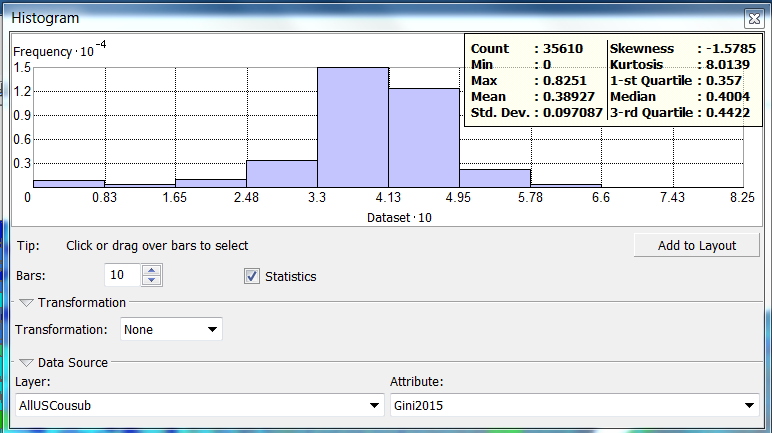 Histogram
Frequency · 10⁻⁴
1.5
1.2
0.9
0.6
0.3
0 0.83 1.65 2.48 3.3 4.13 4.95 5.78 6.6 7.43 8.25
Dataset · 10
Count : 35610 Skewness : -1.5785
Min : 0 Kurtosis : 8.0139
Max : 0.8251 1-st Quartile : 0.357
Mean : 0.38927 Median : 0.4004
Std. Dev. : 0.097087 3-rd Quartile : 0.4422
Tip: Click or drag over bars to select
Add to Layout
Bars: 10 Statistics
Transformation
Transformation: None
Data Source
Layer: Attribute:
AllUSCousub Gini2015